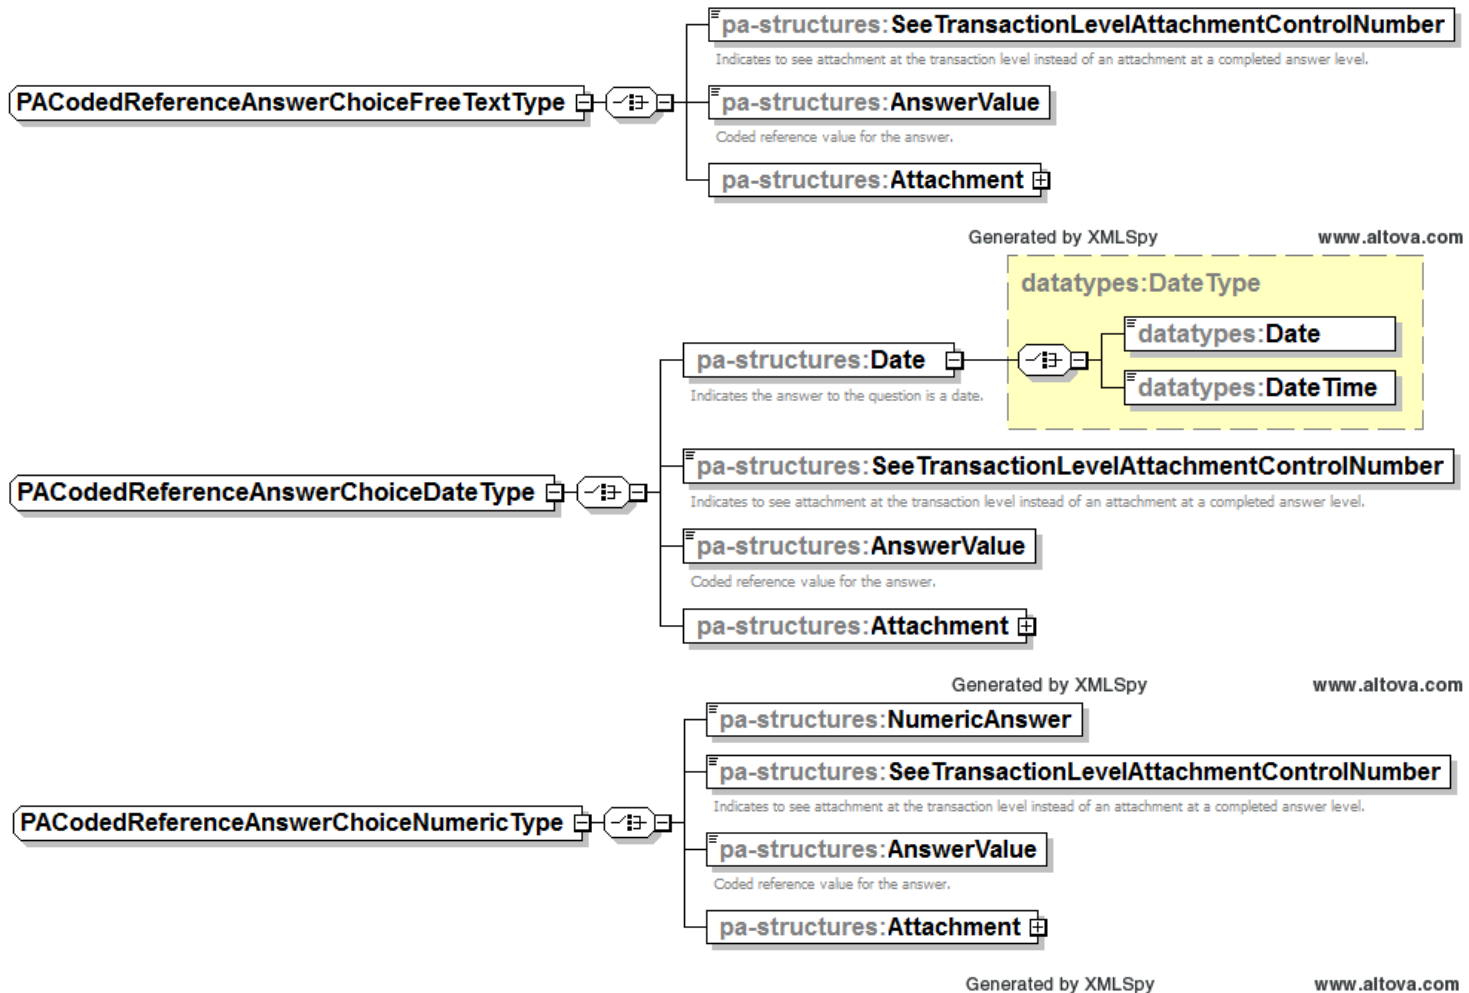 pa-structures:SeeTransactionLevelAttachmentControlNumber
Indicates to see attachment at the transaction level instead of an attachment at a completed answer level.
PACodedReferenceAnswerChoiceFreeTextType
pa-structures:AnswerValue
Coded reference value for the answer.
pa-structures:Attachment
Generated by XMLSpy www.altova.com
datatypes:DateType
datatypes:Date
pa-structures:Date
datatypes:DateTime
Indicates the answer to the question is a date.
pa-structures:SeeTransactionLevelAttachmentControlNumber
PACodedReferenceAnswerChoiceDateType
Indicates to see attachment at the transaction level instead of an attachment at a completed answer level.
pa-structures:AnswerValue
Coded reference value for the answer.
pa-structures:Attachment
Generated by XMLSpy www.altova.com
pa-structures:NumericAnswer
pa-structures:SeeTransactionLevelAttachmentControlNumber
Indicates to see attachment at the transaction level instead of an attachment at a completed answer level.
PACodedReferenceAnswerChoiceNumericType
pa-structures:AnswerValue
Coded reference value for the answer.
pa-structures:Attachment
Generated by XMLSpy www.altova.com